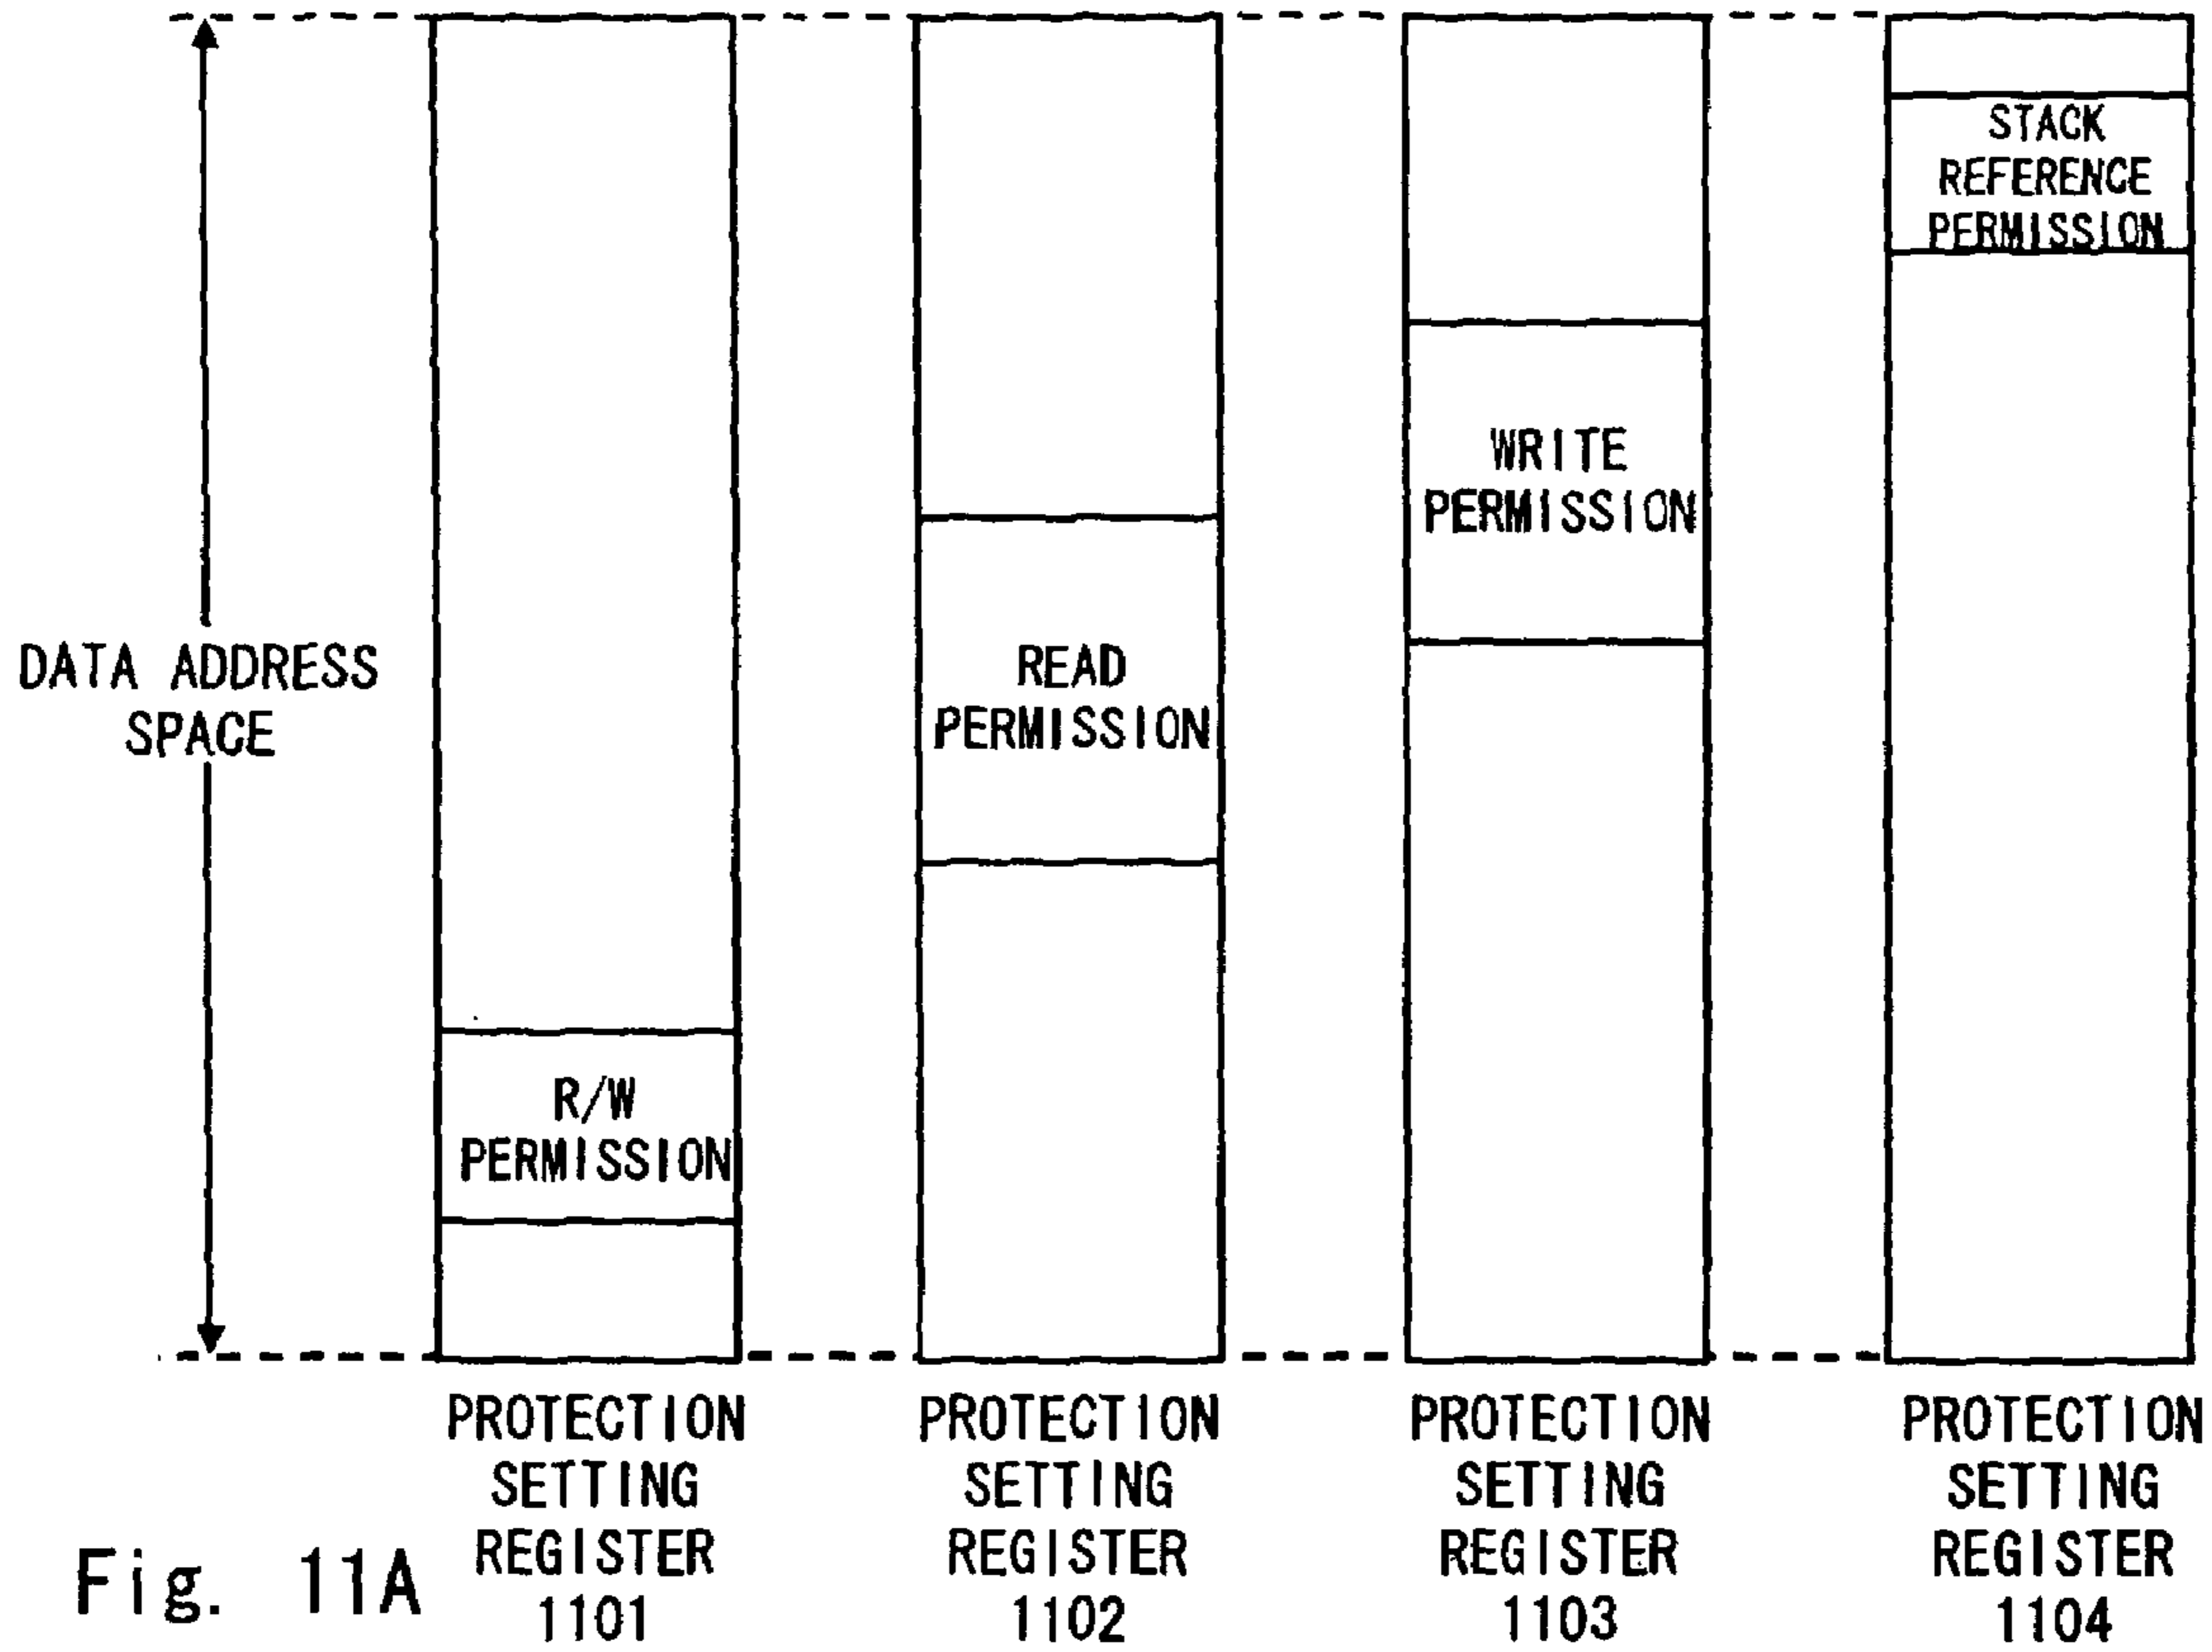 STACK
REFERENCE
PERMISSION
WRITE
PERMISSION
DATA ADDRESS
SPACE
READ
PERMISSION
R/W
PERMISSION
PROTECTION
SETTING
REGISTER
1101
PROTECTION
SETTING
REGISTER
1102
PROTECTION
SETTING
REGISTER
1103
PROTECTION
SETTING
REGISTER
1104
Fig. 11A